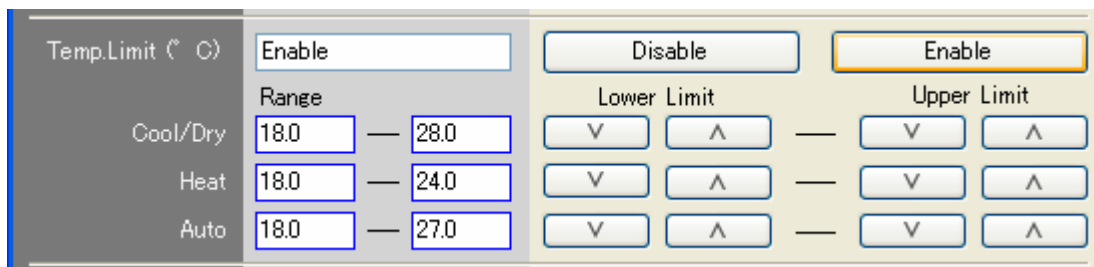 Temp.Limit (° C) Enable Disable Enable
Range Lower Limit Upper Limit
Cool/Dry 18.0 — 28.0 ∨ ∧ — ∨ ∧
Heat 18.0 — 24.0 ∨ ∧ — ∨ ∧
Auto 18.0 — 27.0 ∨ ∧ — ∨ ∧